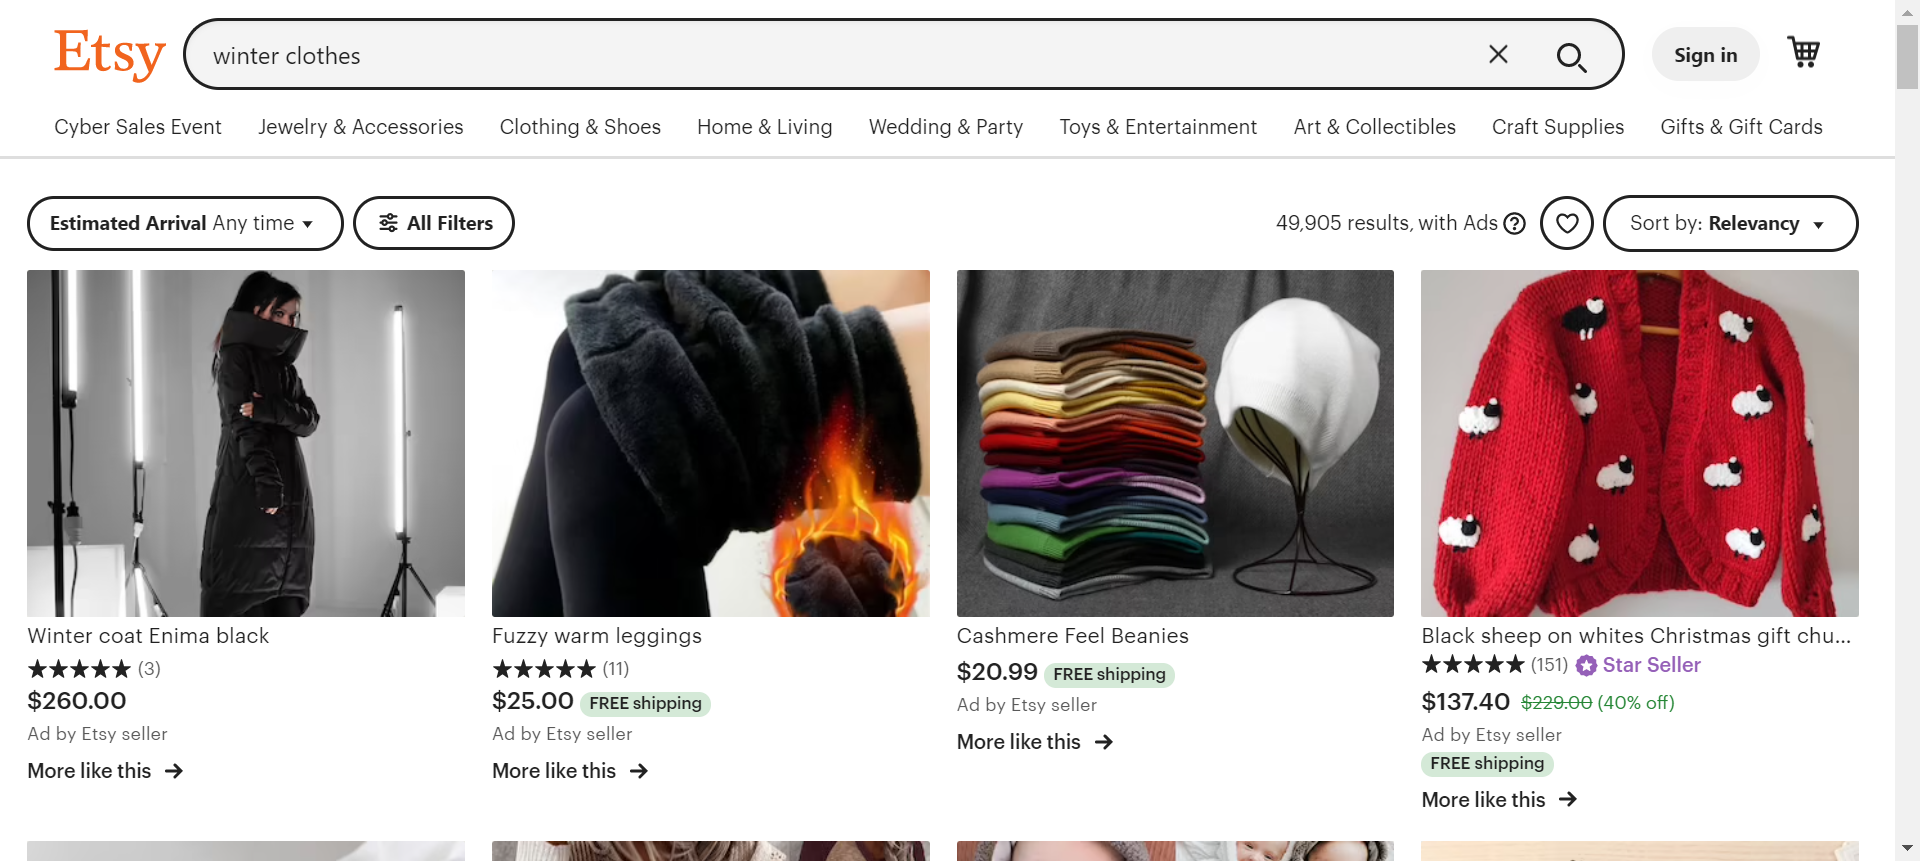 Etsy
winter clothes
Sign in
Cyber Sales Event
Jewelry & Accessories
Clothing & Shoes
Home & Living
Wedding & Party
Toys & Entertainment
Art & Collectibles
Craft Supplies
Gifts & Gift Cards
Estimated Arrival Any time
All Filters
49,905 results, with Ads ?
Sort by: Relevancy
Winter coat Enima black
(3)
$260.00
Ad by Etsy seller
More like this
Fuzzy warm leggings
(11)
$25.00 FREE shipping
Ad by Etsy seller
More like this
Cashmere Feel Beanies
$20.99 FREE shipping
Ad by Etsy seller
More like this
Black sheep on whites Christmas gift chu...
(151) Star Seller
$137.40 $229.00 (40% off)
Ad by Etsy seller
FREE shipping
More like this